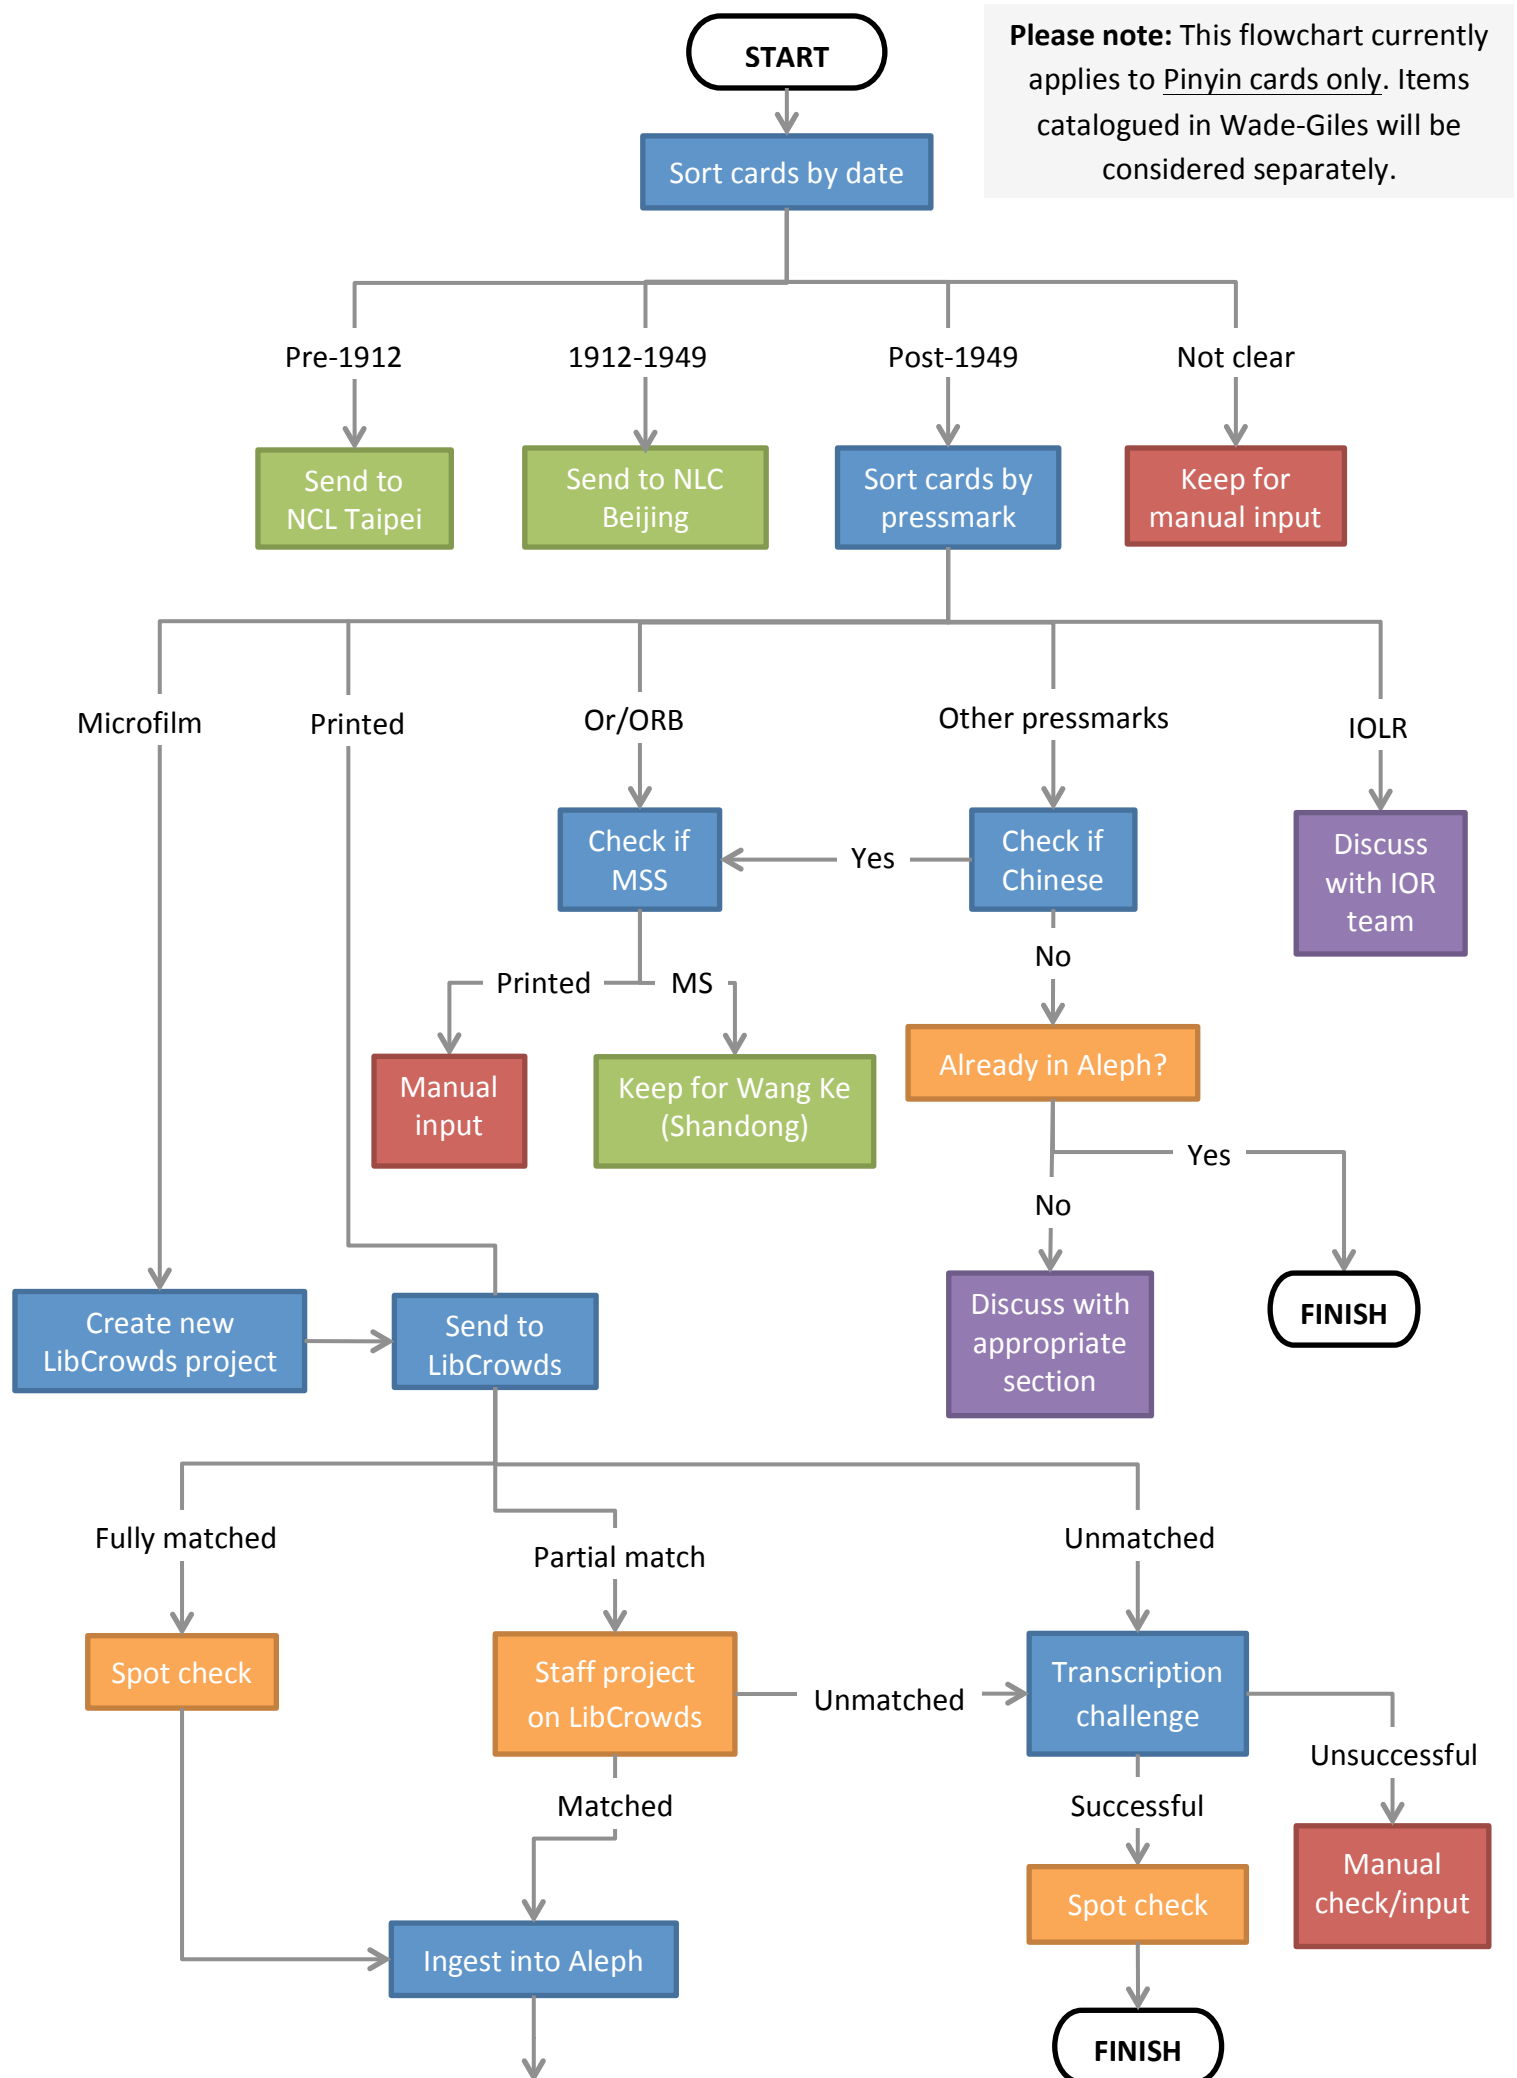 START
Please note: This flowchart currently
applies to Pinyin cards only. Items
catalogued in Wade-Giles will be
considered separately.
Sort cards by date
Pre-1912
1912-1949
Post-1949
Not clear
Send to
NCL Taipei
Send to NLC
Beijing
Sort cards by
pressmark
Keep for
manual input
Microfilm
Printed
Or/ORB
Other pressmarks
IOLR
Check if
MSS
Yes
Check if
Chinese
Discuss
with IOR
team
No
Printed
MS
Manual
input
Keep for Wang Ke
(Shandong)
Already in Aleph?
Yes
No
Create new
LibCrowds project
Send to
LibCrowds
Discuss with
appropriate
section
FINISH
Fully matched
Partial match
Unmatched
Spot check
Staff project
on LibCrowds
Unmatched
Transcription
challenge
Unsuccessful
Matched
Successful
Manual
check/input
Spot check
Ingest into Aleph
FINISH